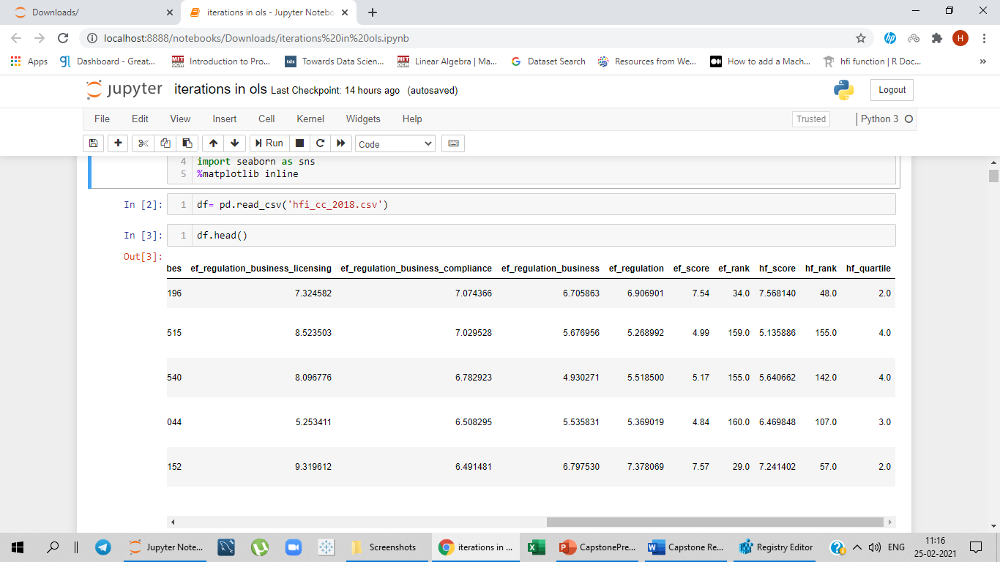 Downloads/ iterations in ols - Jupyter Notebo
localhost:8888/notebooks/Downloads/iterations%20in%20ols.ipynb H
Apps Dashboard - Great... Introduction to Pro... Towards Data Scien... Linear Algebra | Ma... Dataset Search Resources from We... How to add a Mach... hfi function | R Doc... »
jupyter iterations in ols Last Checkpoint: 14 hours ago (autosaved) Logout
File Edit View Insert Cell Kernel Widgets Help Trusted Python 3
Run Code
4 import seaborn as sns
5 %matplotlib inline
In [2]: 1 df= pd.read_csv('hfi_cc_2018.csv')
In [3]: 1 df.head()
Out[3]:
bes ef_regulation_business_licensing ef_regulation_business_compliance ef_regulation_business ef_regulation ef_score ef_rank hf_score hf_rank hf_quartile
196 7.324582 7.074366 6.705863 6.906901 7.54 34.0 7.568140 48.0 2.0
515 8.523503 7.029528 5.676956 5.268992 4.99 159.0 5.135886 155.0 4.0
540 8.096776 6.782923 4.930271 5.518500 5.17 155.0 5.640662 142.0 4.0
044 5.253411 6.508295 5.535831 5.369019 4.84 160.0 6.469848 107.0 3.0
152 9.319612 6.491481 6.797530 7.378069 7.57 29.0 7.241402 57.0 2.0
Jupyter Note... Screenshots iterations in ... CapstonePre... Capstone Re... Registry Editor ENG 11:16
25-02-2021